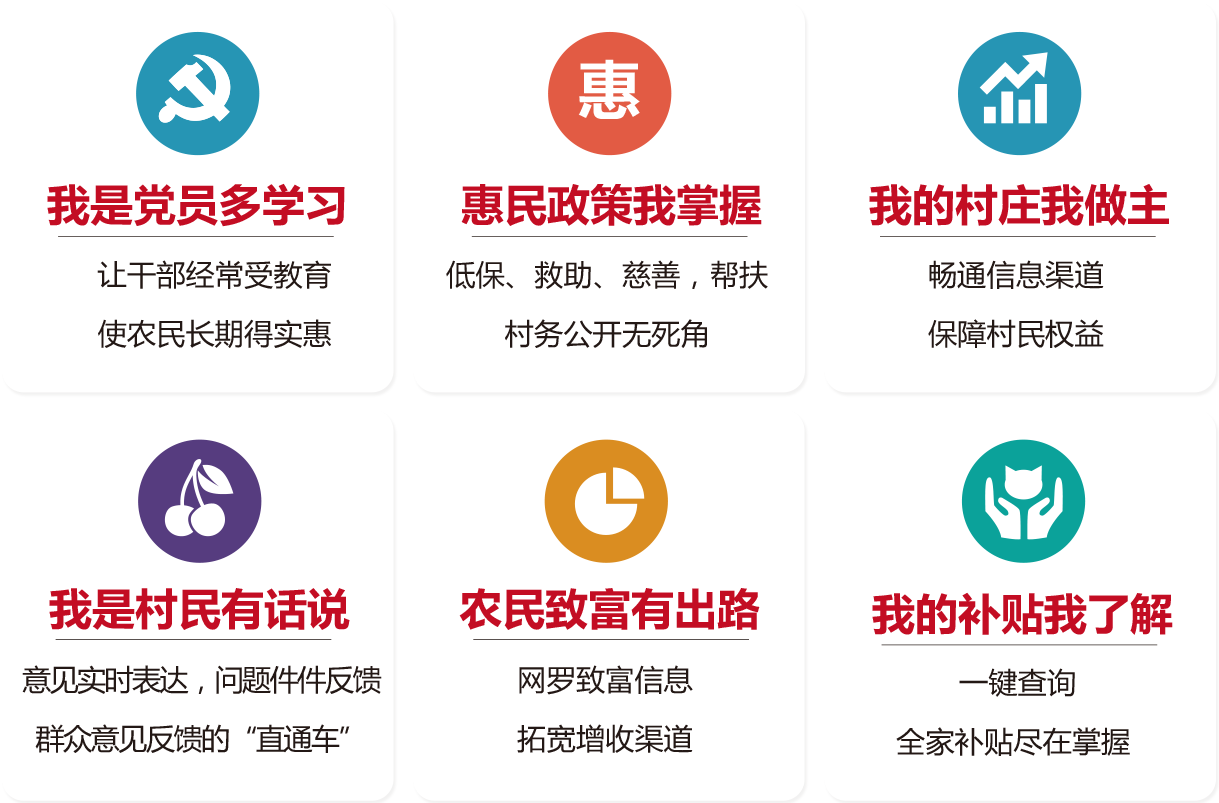 惠
我是党员多学习
让干部经常受教育
使农民长期得实惠
惠民政策我掌握
低保、救助、慈善，帮扶
村务公开无死角
我的村庄我做主
畅通信息渠道
保障村民权益
我是村民有话说
意见实时表达，问题件件反馈
群众意见反馈的“直通车”
农民致富有出路
网罗致富信息
拓宽增收渠道
我的补贴我了解
一键查询
全家补贴尽在掌握